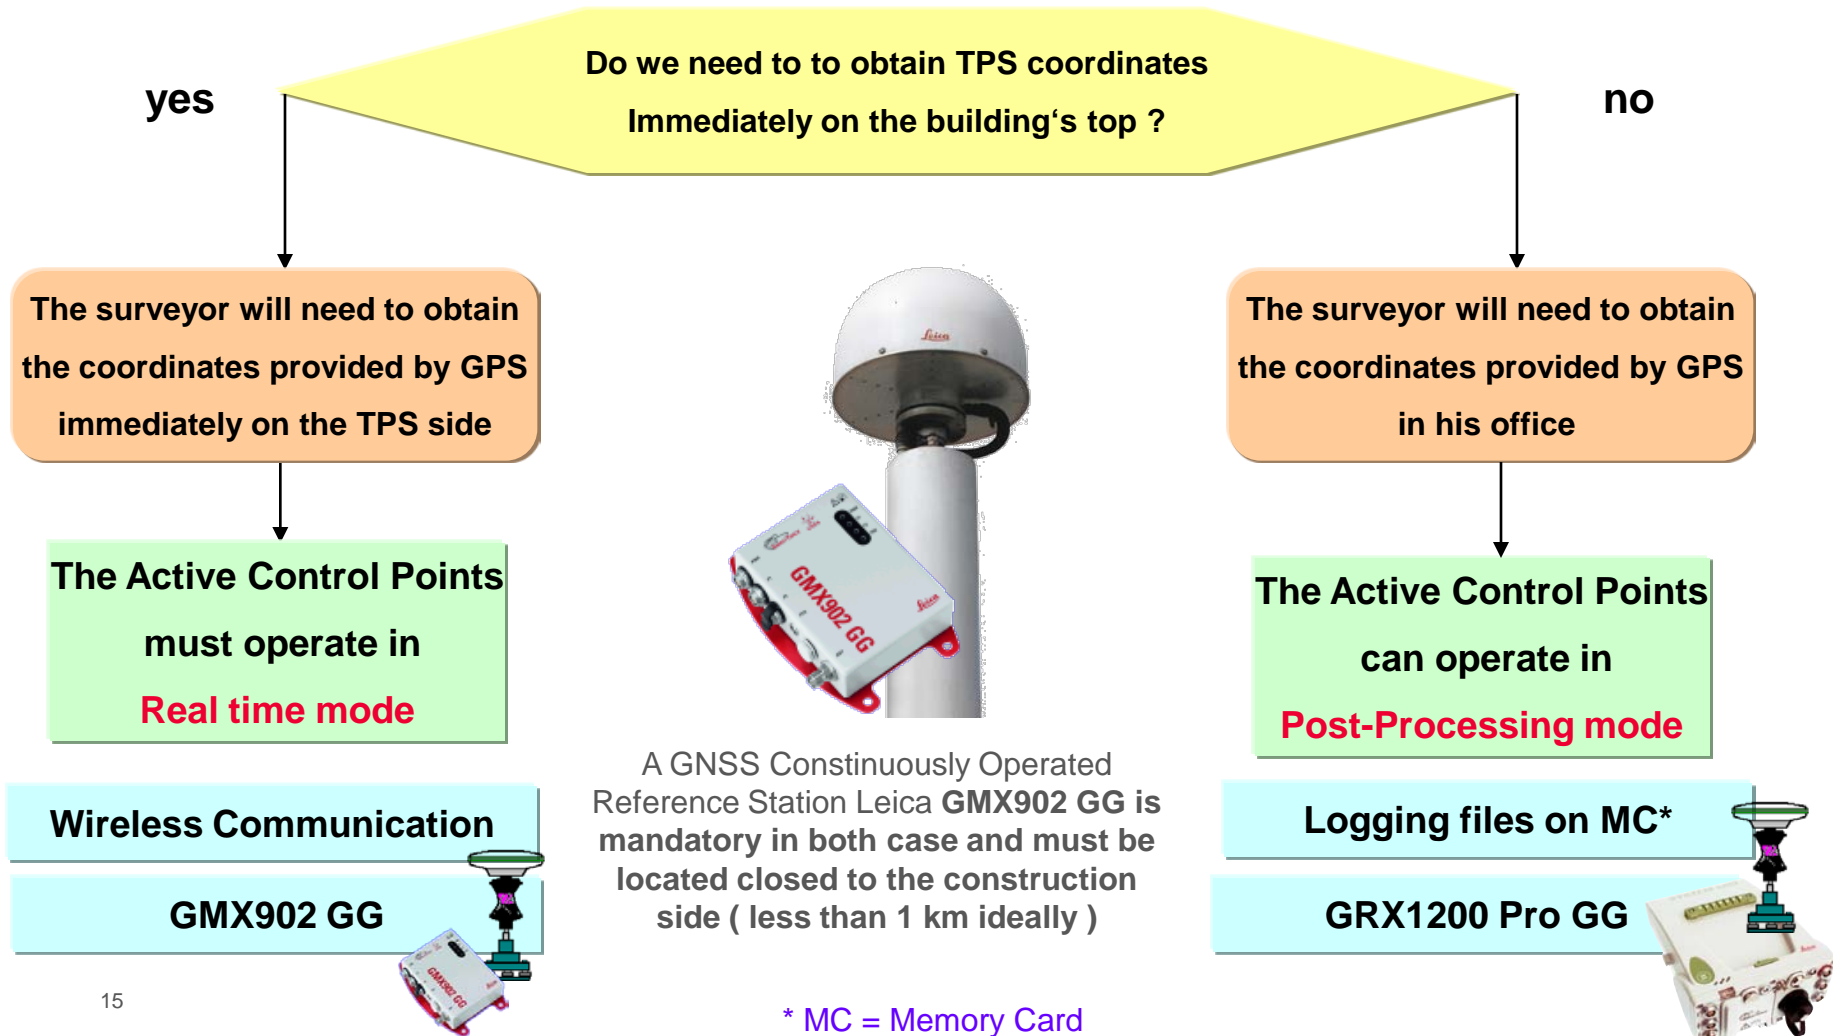 Do we need to to obtain TPS coordinates
Immediately on the building‘s top ?
yes
no
The surveyor will need to obtain
the coordinates provided by GPS
immediately on the TPS side
The surveyor will need to obtain
the coordinates provided by GPS
in his office
Leica
GMX902 GG
Leica
The Active Control Points
must operate in
Real time mode
The Active Control Points
can operate in
Post-Processing mode
Wireless Communication
GMX902 GG
GMX902 GG
A GNSS Constinuously Operated
Reference Station Leica GMX902 GG is
mandatory in both case and must be
located closed to the construction
side ( less than 1 km ideally )
Logging files on MC*
GRX1200 Pro GG
15
* MC = Memory Card